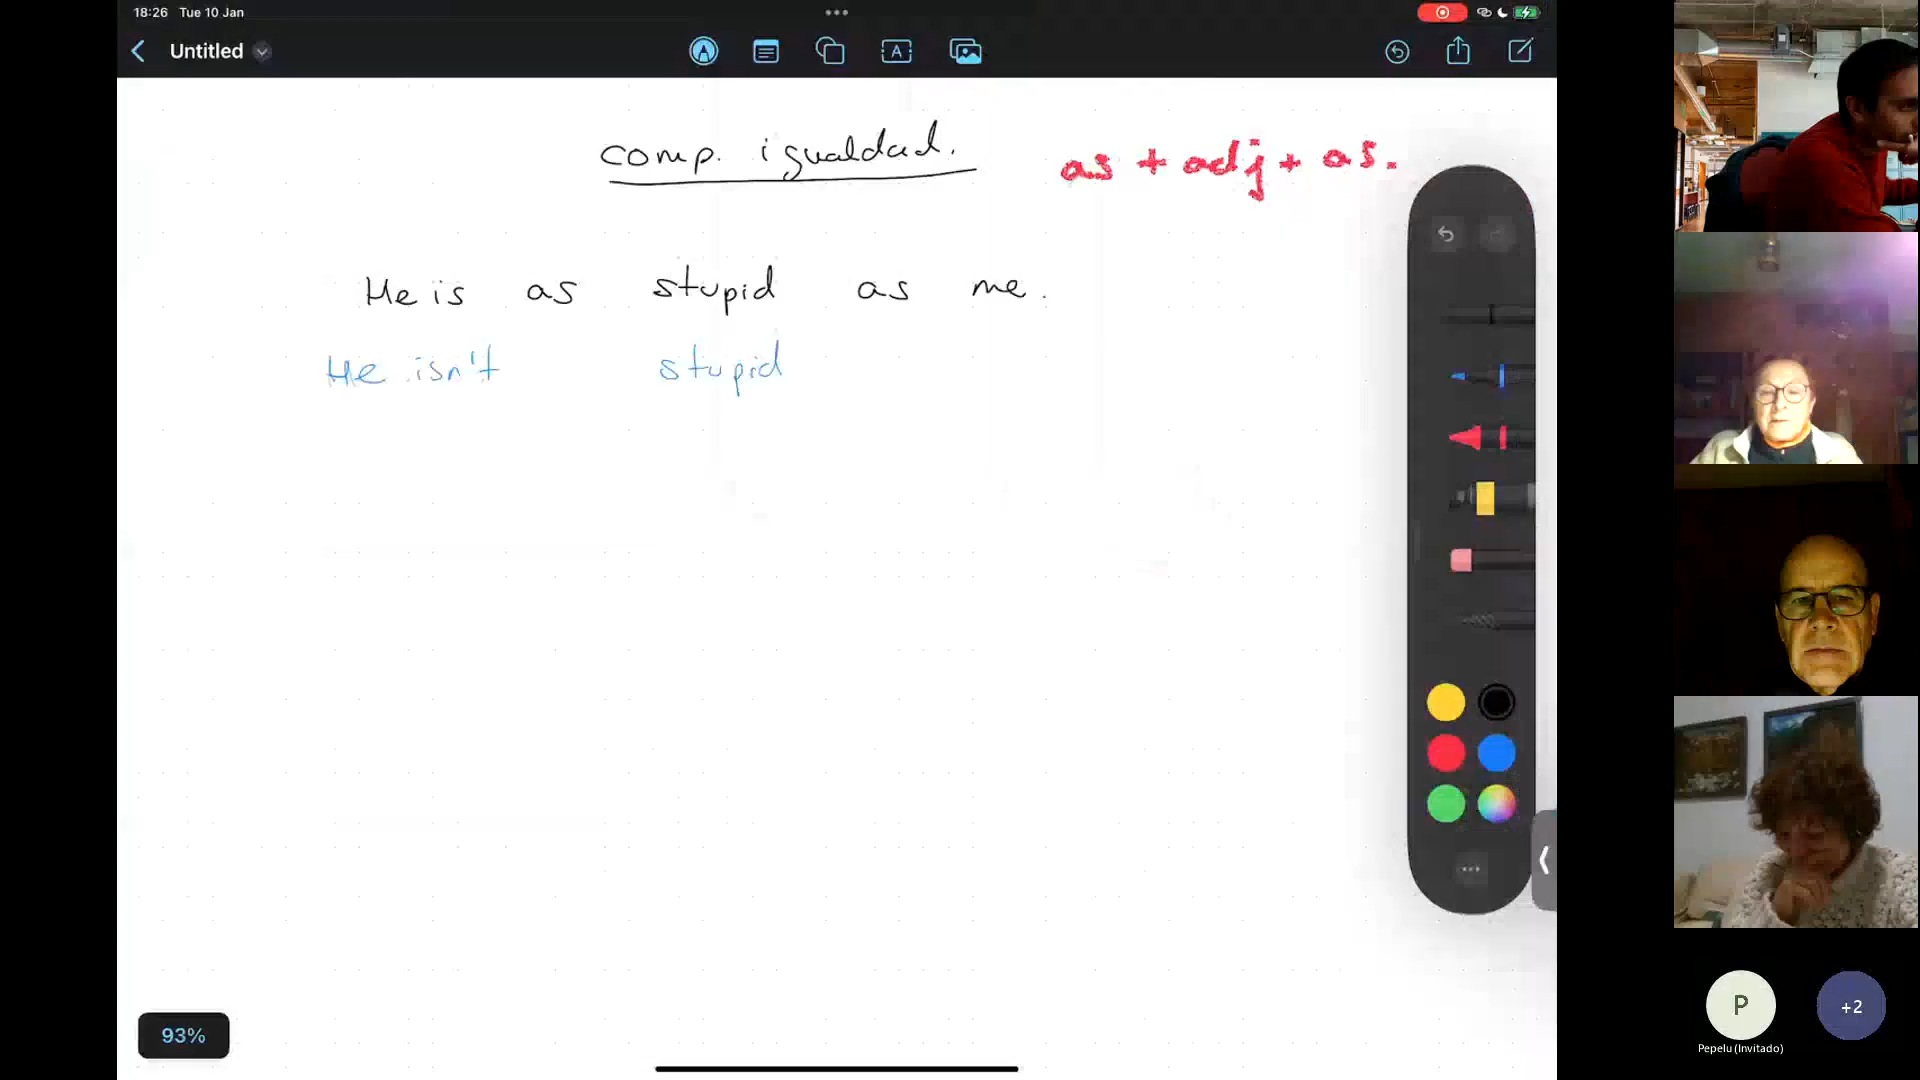 18:26 Tue 10 Jan
Untitled
A
comp. igualdad.
as + adj + as.
He is as stupid as me.
He isn't stupid
93%
P
+2
Pepelu (Invitado)